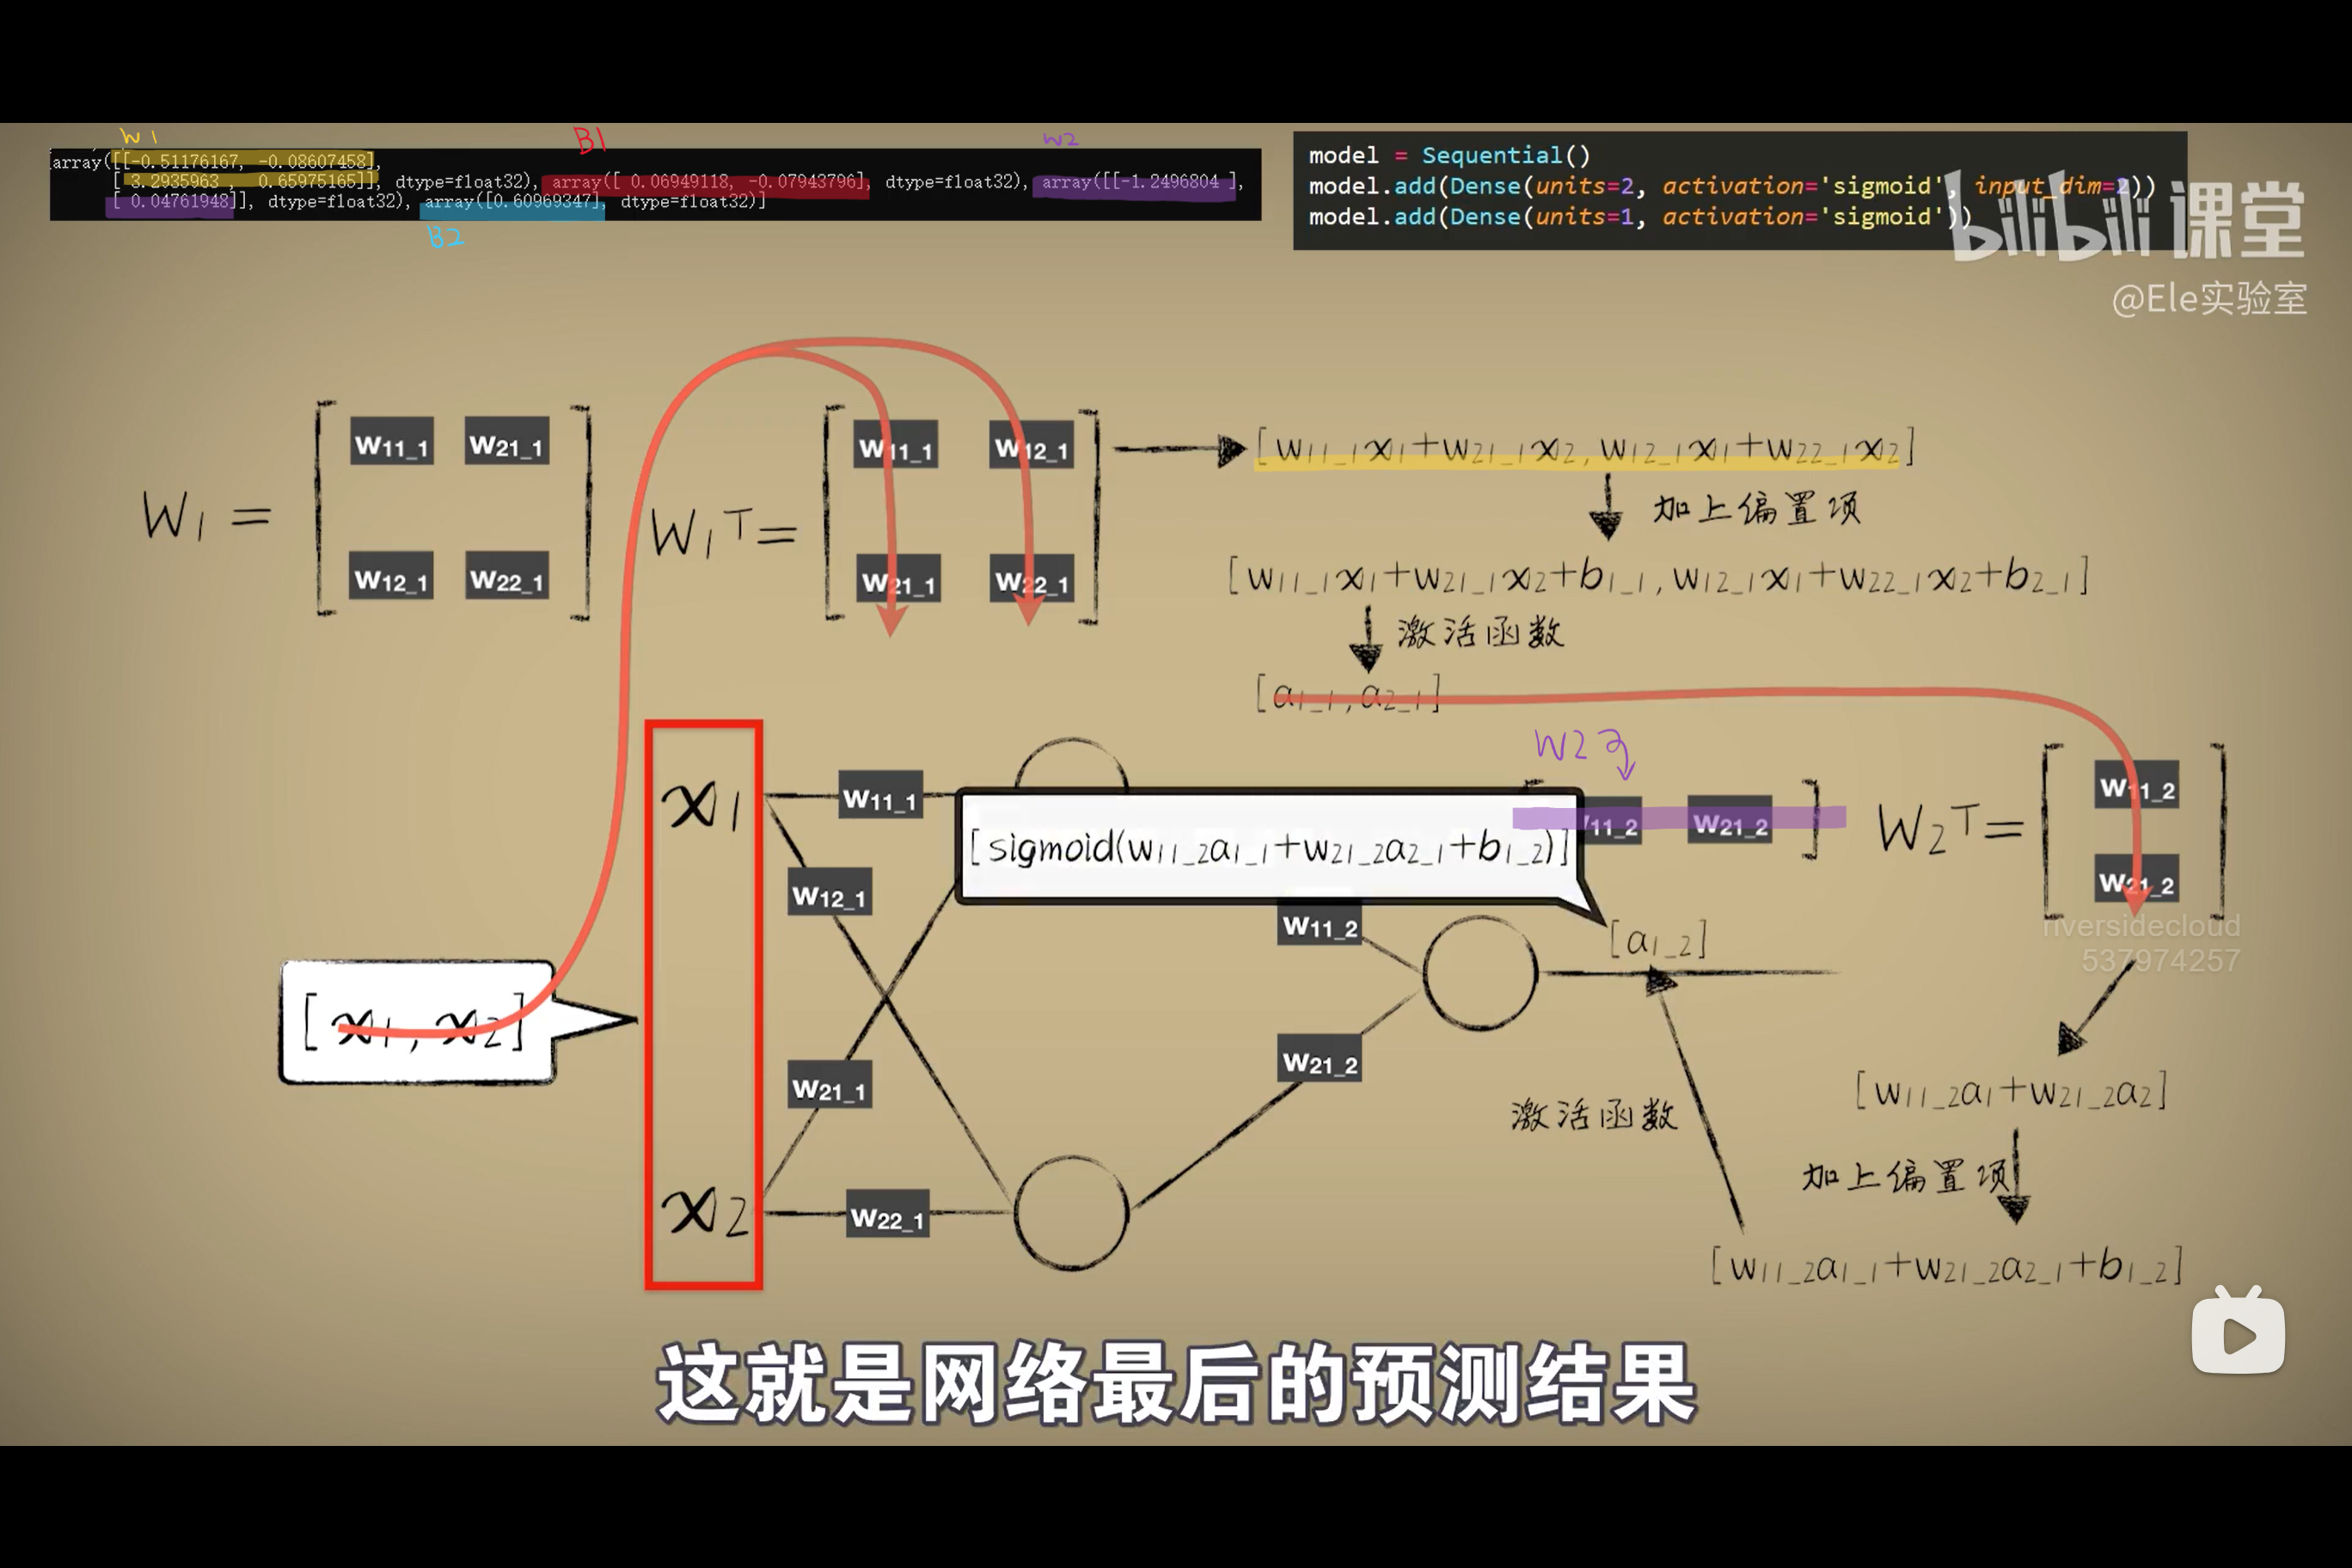 W1
B1
W2
[array([[-0.51176167, -0.08607458],
[ 3.2935963 , 0.65975165]], dtype=float32), array([ 0.06949118, -0.07943796], dtype=float32), array([[-1.2496804 ],
[ 0.04761948]], dtype=float32), array([0.60969347], dtype=float32)]
B2
model = Sequential()
model.add(Dense(units=2, activation='sigmoid', input_dim=2))
model.add(Dense(units=1, activation='sigmoid'))
bilibili 课堂
@Ele实验室
W1 =
w11_1 w21_1
w12_1 w22_1
W1T=
w11_1 w12_1
w21_1 w22_1
[w11_1x1+w21_1x2,w12_1x1+w22_1x2]
加上偏置项
[w11_1x1+w21_1x2+b1_1,w12_1x1+w22_1x2+b2_1]
激活函数
[a1_1,a2_1]
W2
x1
w11_1
w12_1
[sigmoid(w11_2a1_1+w21_2a2_1+b1_2)]
w21_2
W2T=
w11_2
w21_2
w11_2
[a1_2]
riversidecloud
537974257
[x1,x2]
w21_1
w21_2
[w11_2a1+w21_2a2]
激活函数
加上偏置项
x2
w22_1
[w11_2a1_1+w21_2a2_1+b1_2]
这就是网络最后的预测结果